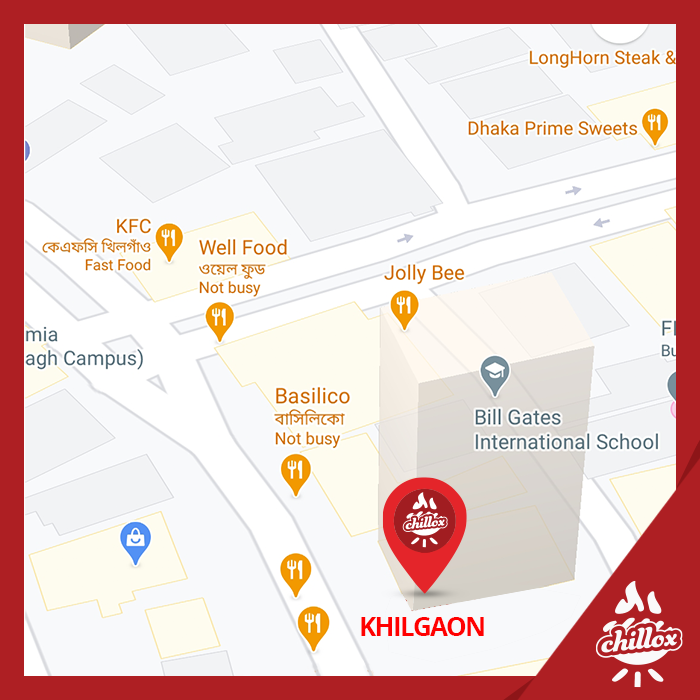 LongHorn Steak &
Dhaka Prime Sweets
KFC
কেএফসি খিলগাঁও
Fast Food
Well Food
ওয়েল ফুড
Not busy
Jolly Bee
mia
agh Campus)
Basilico
বাসিলিকো
Not busy
Bill Gates
International School
Bu
chillox
KHILGAON
chillox